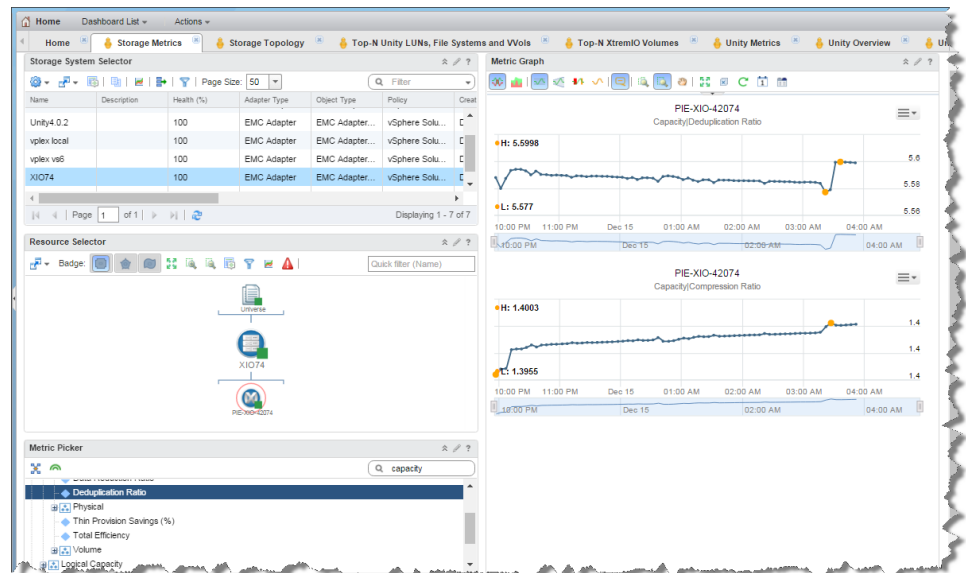 Home Dashboard List Actions
Home Storage Metrics Storage Topology Top-N Unity LUNs, File Systems and VVols Top-N XtremIO Volumes Unity Metrics Unity Overview
Storage System Selector ?
Page Size: 50 Filter
Name Description Health (%) Adapter Type Object Type Policy Creat
Unity4.0.2 100 EMC Adapter EMC Adapter... vSphere Solu...
vplex local 100 EMC Adapter EMC Adapter... vSphere Solu...
vplex vs6 100 EMC Adapter EMC Adapter... vSphere Solu...
XIO74 100 EMC Adapter EMC Adapter... vSphere Solu...
Page 1 of 1 Displaying 1 - 7 of 7
Resource Selector ?
Badge: Quick filter (Name)
Universe
XIO74
PIE-XIO-42074
Metric Picker ?
capacity
Deduplication Ratio
Physical
Thin Provision Savings (%)
Total Efficiency
Volume
Logical Capacity
Metric Graph ?
PIE-XIO-42074
Capacity|Deduplication Ratio
H: 5.5998
5.6
5.58
L: 5.577
5.56
10:00 PM 11:00 PM Dec 15 01:00 AM 02:00 AM 03:00 AM 04:00 AM
10:00 PM Dec 15 02:00 AM 04:00 AM
PIE-XIO-42074
Capacity|Compression Ratio
H: 1.4003
1.4
1.4
L: 1.3955
1.4
10:00 PM 11:00 PM Dec 15 01:00 AM 02:00 AM 03:00 AM 04:00 AM
10:00 PM Dec 15 02:00 AM 04:00 AM